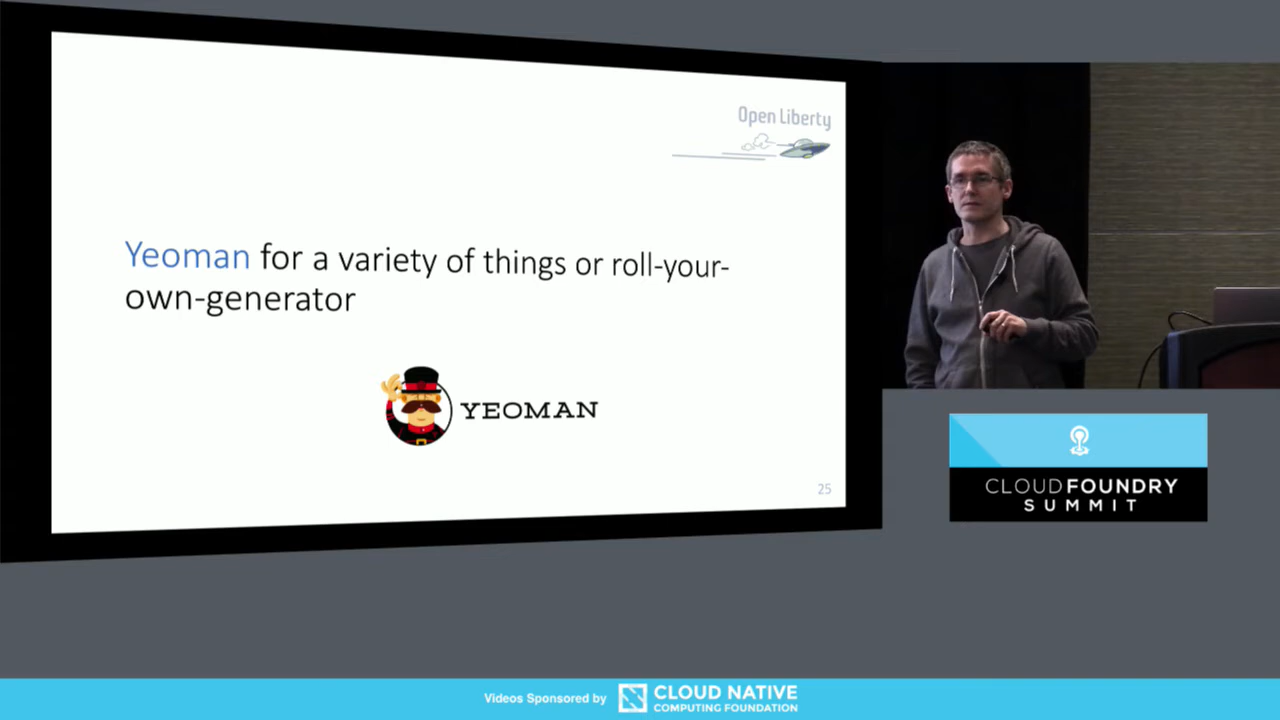 Open Liberty
Yeoman for a variety of things or roll-your-
own-generator
YEOMAN
25
CLOUD FOUNDRY
SUMMIT
Videos Sponsored by
CLOUD NATIVE
COMPUTING FOUNDATION